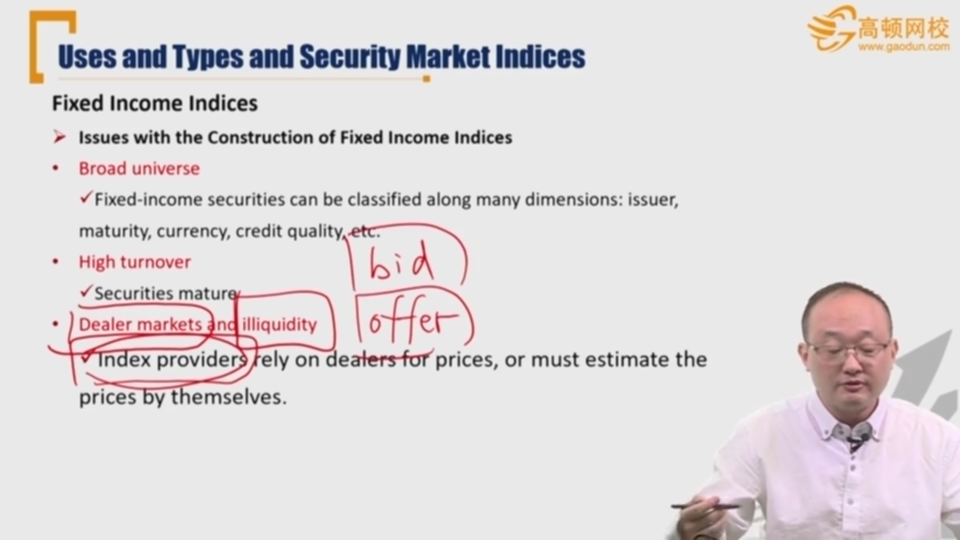 高顿网校
www.gaodun.com
Uses and Types and Security Market Indices
Fixed Income Indices
➤ Issues with the Construction of Fixed Income Indices
• Broad universe
✓Fixed-income securities can be classified along many dimensions: issuer,
maturity, currency, credit quality, etc.
• High turnover
✓Securities mature
• Dealer markets and illiquidity
✓Index providers rely on dealers for prices, or must estimate the
prices by themselves.
bid
offer